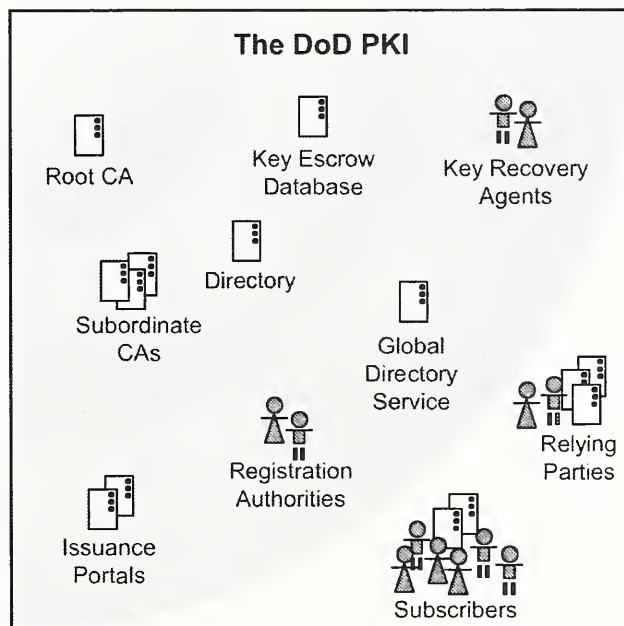 The DoD PKI
Root CA
Key Escrow
Database
Key Recovery
Agents
Directory
Subordinate
CAs
Global
Directory
Service
Relying
Parties
Registration
Authorities
Issuance
Portals
Subscribers